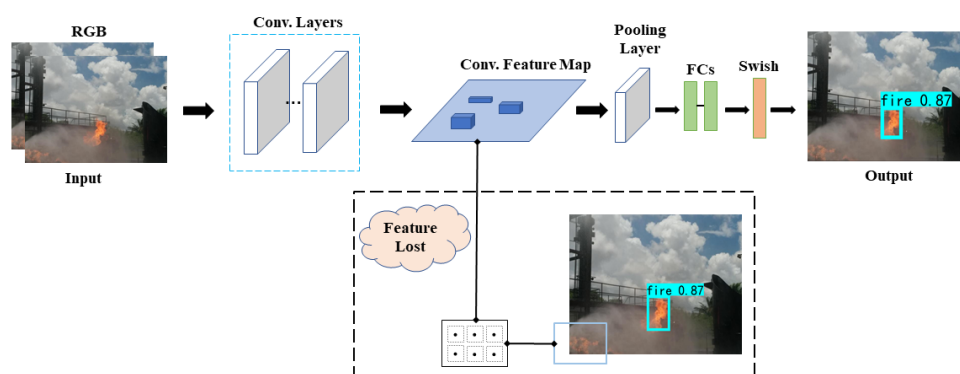 RGB
Input
Conv. Layers
...
Conv. Feature Map
Pooling
Layer
FCs
Swish
fire 0.87
Output
Feature
Lost
fire 0.87